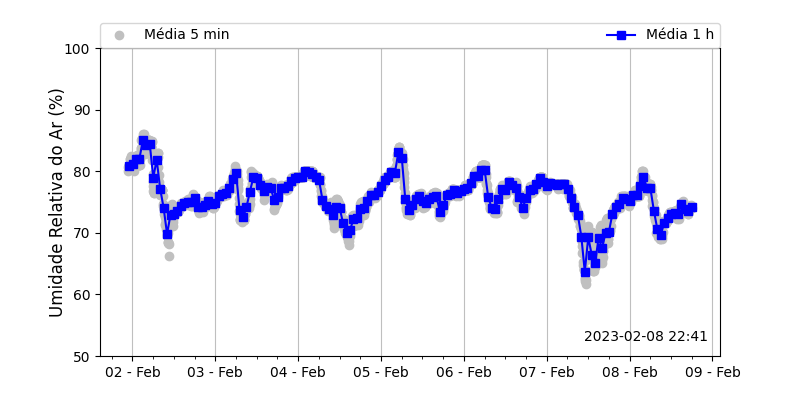 Média 5 min
Média 1 h
Umidade Relativa do Ar (%)
100
90
80
70
60
50
2023-02-08 22:41
02 - Feb
03 - Feb
04 - Feb
05 - Feb
06 - Feb
07 - Feb
08 - Feb
09 - Feb